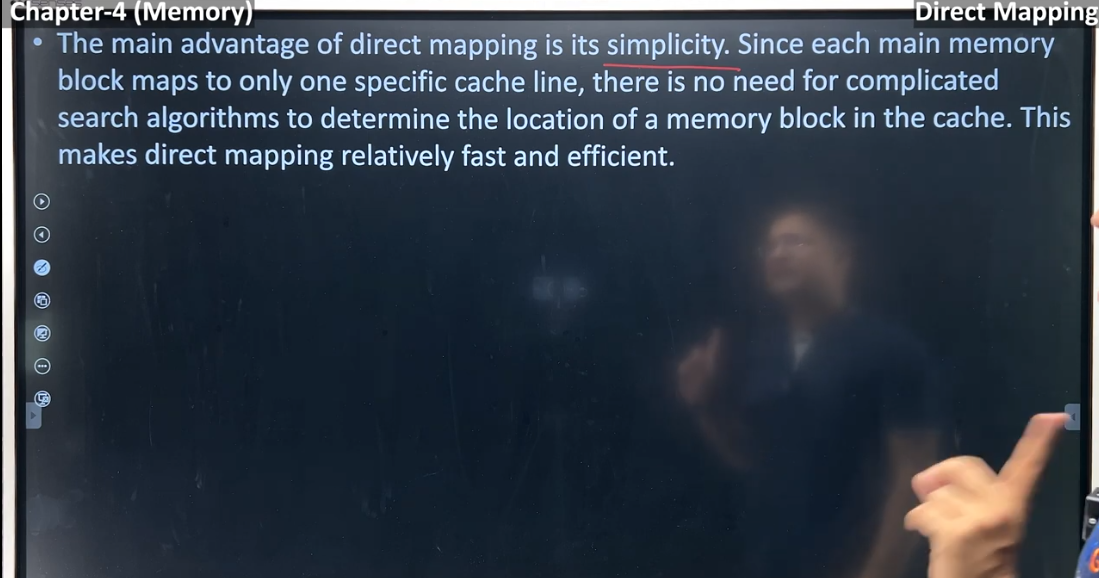 Chapter-4 (Memory)
Direct Mapping
• The main advantage of direct mapping is its simplicity. Since each main memory
block maps to only one specific cache line, there is no need for complicated
search algorithms to determine the location of a memory block in the cache. This
makes direct mapping relatively fast and efficient.